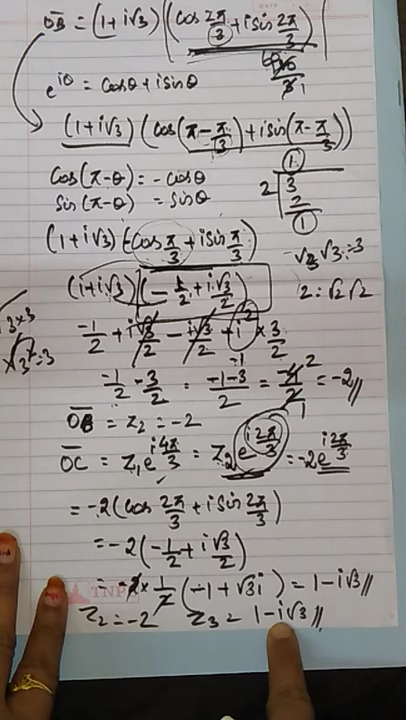 OB = (1+i√3) (cos 2π/3 + i sin 2π/3)
e^iθ = cosθ + i sinθ
(1+i√3) (cos(π - π/3) + i sin(π - π/3))
cos(π-θ) = -cosθ
sin(π-θ) = sinθ
(1+i√3) (-cos π/3 + i sin π/3)
√3 √3 = 3
(1+i√3) (-1/2 + i√3/2)
2 = √2 √2
-1/2 + i√3/2 - i√3/2 + i² × 3/2
-1/2 - 3/2 = -1-3/2 = -4/2 = -2//
OB = z₂ = -2
OC = z₁ e^i4π/3 = z₂ e^i2π/3 = -2e^i2π/3
= -2(cos 2π/3 + i sin 2π/3)
= -2(-1/2 + i√3/2)
= -2 × 1/2 (-1 + √3i) = 1 - i√3//
z₂ = -2 z₃ = 1 - i√3//
TNP